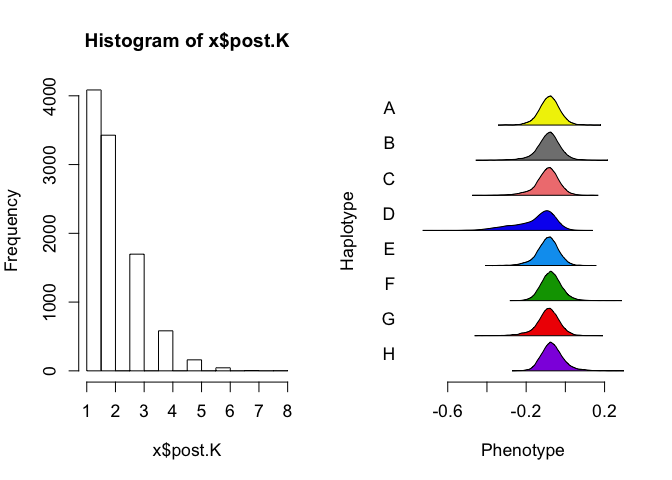 Histogram of x$post.K
Frequency
0
1000
2000
3000
4000
1 2 3 4 5 6 7 8
x$post.K
Haplotype
A
B
C
D
E
F
G
H
-0.6 -0.2 0.2
Phenotype